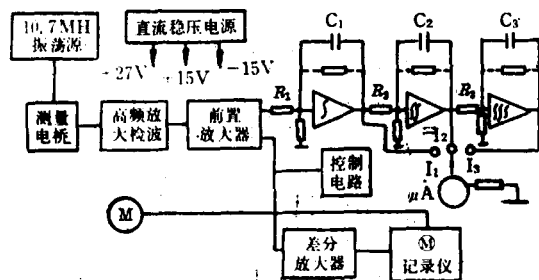 10.7MH
振荡源
直流稳压电源
-27V
+15V
-15V
测量
电桥
高频放
大检波
前置
放大器
R₁
C₁
R₂
C₂
C₃
I₁
I₂
I₃
μA
控制
电路
M
差分
放大器
M
记录仪